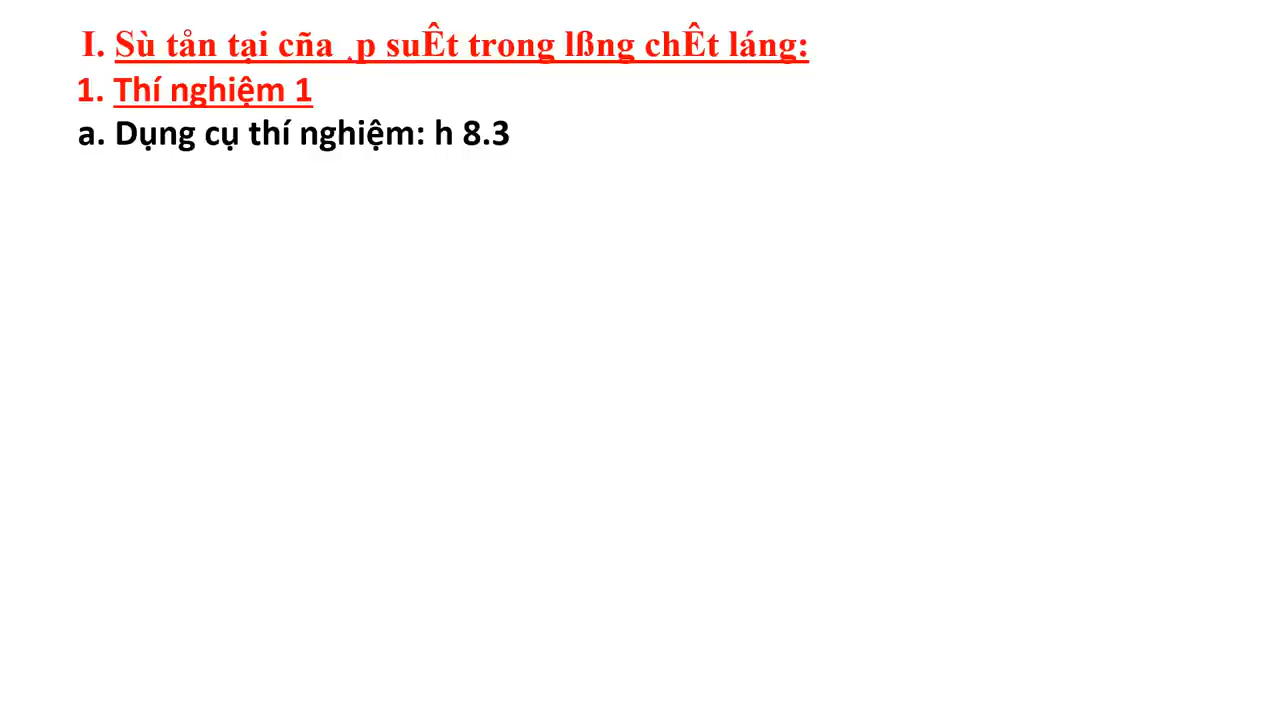 I. Sù tån tại cña ¸p suÊt trong lßng chÊt láng:
1. Thí nghiệm 1
a. Dụng cụ thí nghiệm: h 8.3